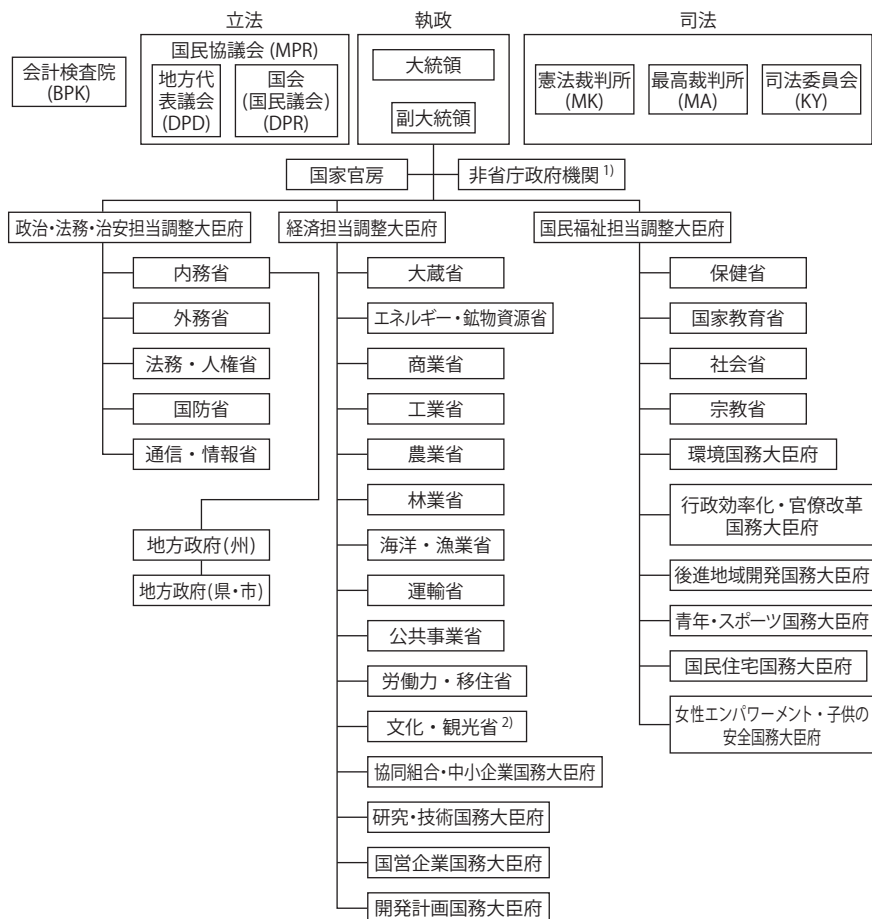 立法
執政
司法
会計検査院
(BPK)
国民協議会 (MPR)
地方代
表議会
(DPD)
国会
(国民議会)
(DPR)
大統領
副大統領
憲法裁判所
(MK)
最高裁判所
(MA)
司法委員会
(KY)
国家官房
非省庁政府機関 1)
政治・法務・治安担当調整大臣府
経済担当調整大臣府
国民福祉担当調整大臣府
内務省
外務省
法務・人権省
国防省
通信・情報省
地方政府(州)
地方政府(県・市)
大蔵省
エネルギー・鉱物資源省
商業省
工業省
農業省
林業省
海洋・漁業省
運輸省
公共事業省
労働力・移住省
文化・観光省 2)
協同組合・中小企業国務大臣府
研究・技術国務大臣府
国営企業国務大臣府
開発計画国務大臣府
保健省
国家教育省
社会省
宗教省
環境国務大臣府
行政効率化・官僚改革
国務大臣府
後進地域開発国務大臣府
青年・スポーツ国務大臣府
国民住宅国務大臣府
女性エンパワーメント・子供の
安全国務大臣府